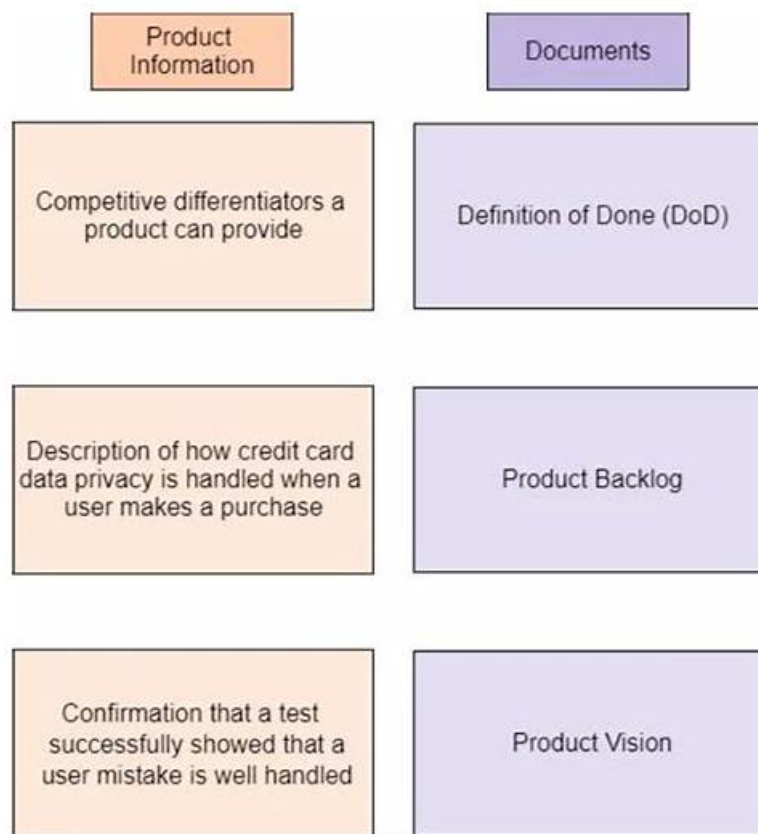 Product
Information
Documents
Competitive differentiators a
product can provide
Definition of Done (DoD)
Description of how credit card
data privacy is handled when a
user makes a purchase
Product Backlog
Confirmation that a test
successfully showed that a
user mistake is well handled
Product Vision